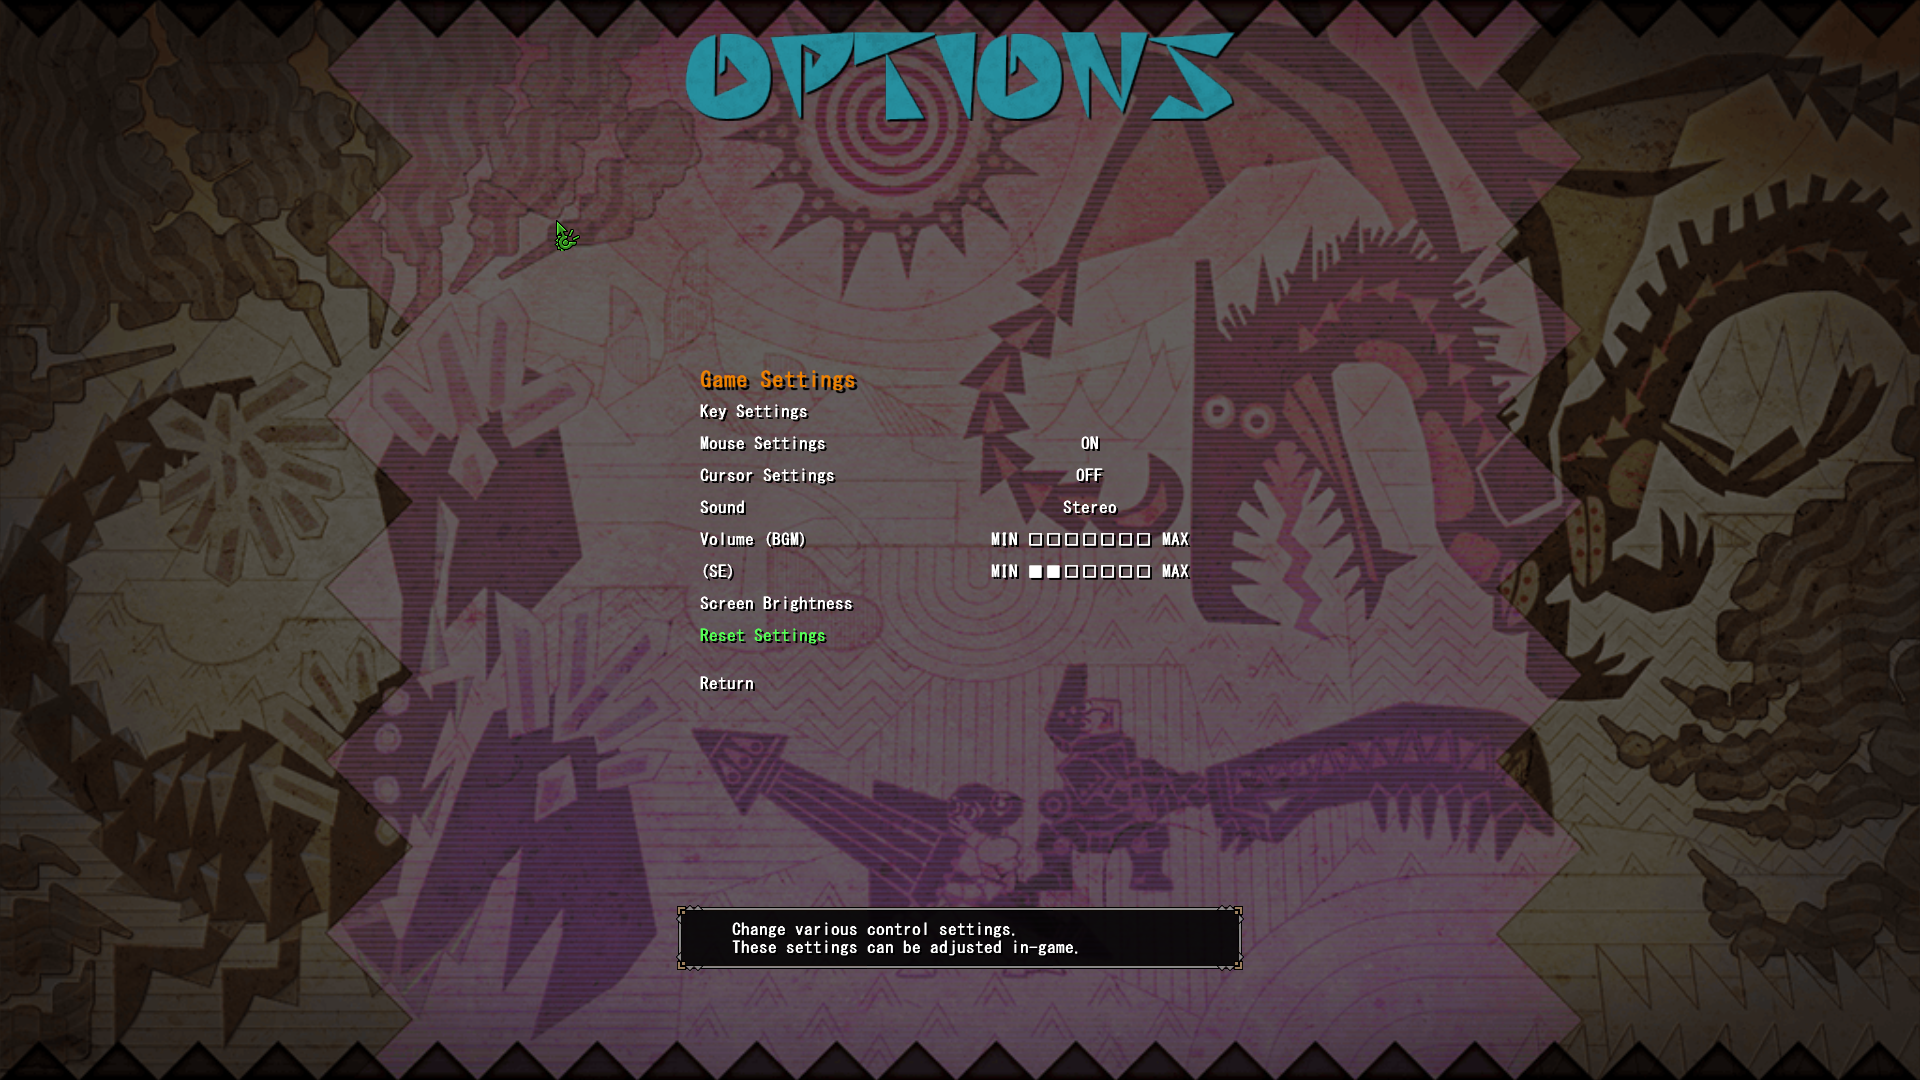 OPTIONS
Game Settings
Key Settings
Mouse Settings ON
Cursor Settings OFF
Sound Stereo
Volume (BGM) MIN □□□□□□□ MAX
(SE) MIN ■■□□□□□ MAX
Screen Brightness
Reset Settings
Return
Change various control settings.
These settings can be adjusted in-game.